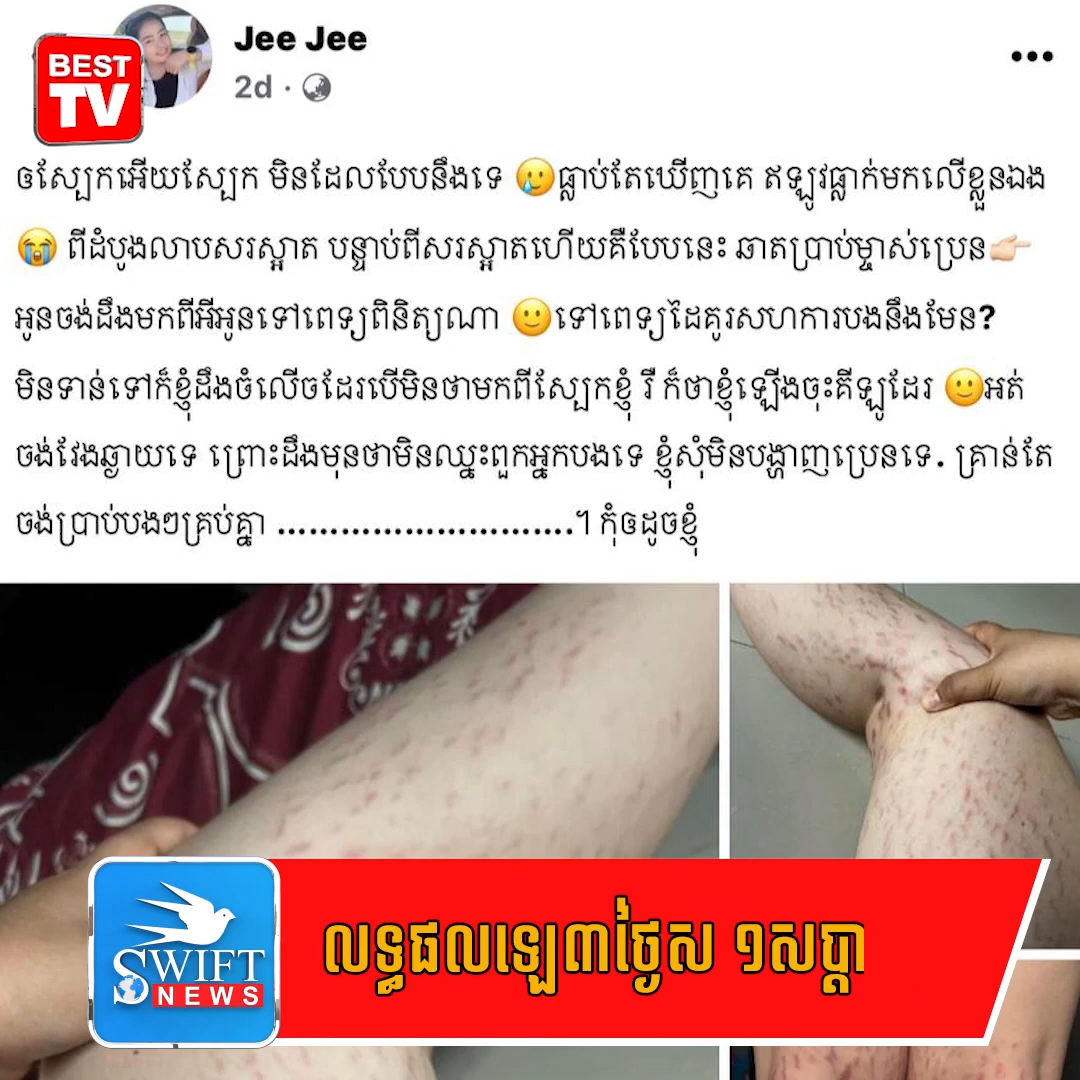 BEST
TV
Jee Jee
2d ·
ឲស្បែកអើយស្បែក មិនដែលបែបនឹងទេ 🥲ធ្លាប់តែឃើញគេ ឥឡូវធ្លាក់មកលើខ្លួនឯង
😭 ពីដំបូងលាបសរស្អាត បន្ទាប់ពីសរស្អាតហើយគឺបែបនេះ ឆាតប្រាប់ម្ចាស់ប្រេន👉🏻
អូនចង់ដឹងមកពីអីអូនទៅពេទ្យពិនិត្យណា 🙂ទៅពេទ្យដៃគូរសហការបងនឹងមែន?
មិនទាន់ទៅក៏ខ្ញុំដឹងចំលើចដែរបើមិនថាមកពីស្បែកខ្ញុំ រឺ ក៏ថាខ្ញុំឡើងចុះគីឡូដែរ 🙂អត់
ចង់វែងឆ្ងាយទេ ព្រោះដឹងមុនថាមិនឈ្នះពួកអ្នកបងទេ ខ្ញុំសុំមិនបង្ហាញប្រេនទេ. គ្រាន់តែ
ចង់ប្រាប់បងៗគ្រប់គ្នា ............................។ កុំឲដូចខ្ញុំ
SWIFT
NEWS
លទ្ធផលឡេ៣ថ្ងៃស ១សប្តា